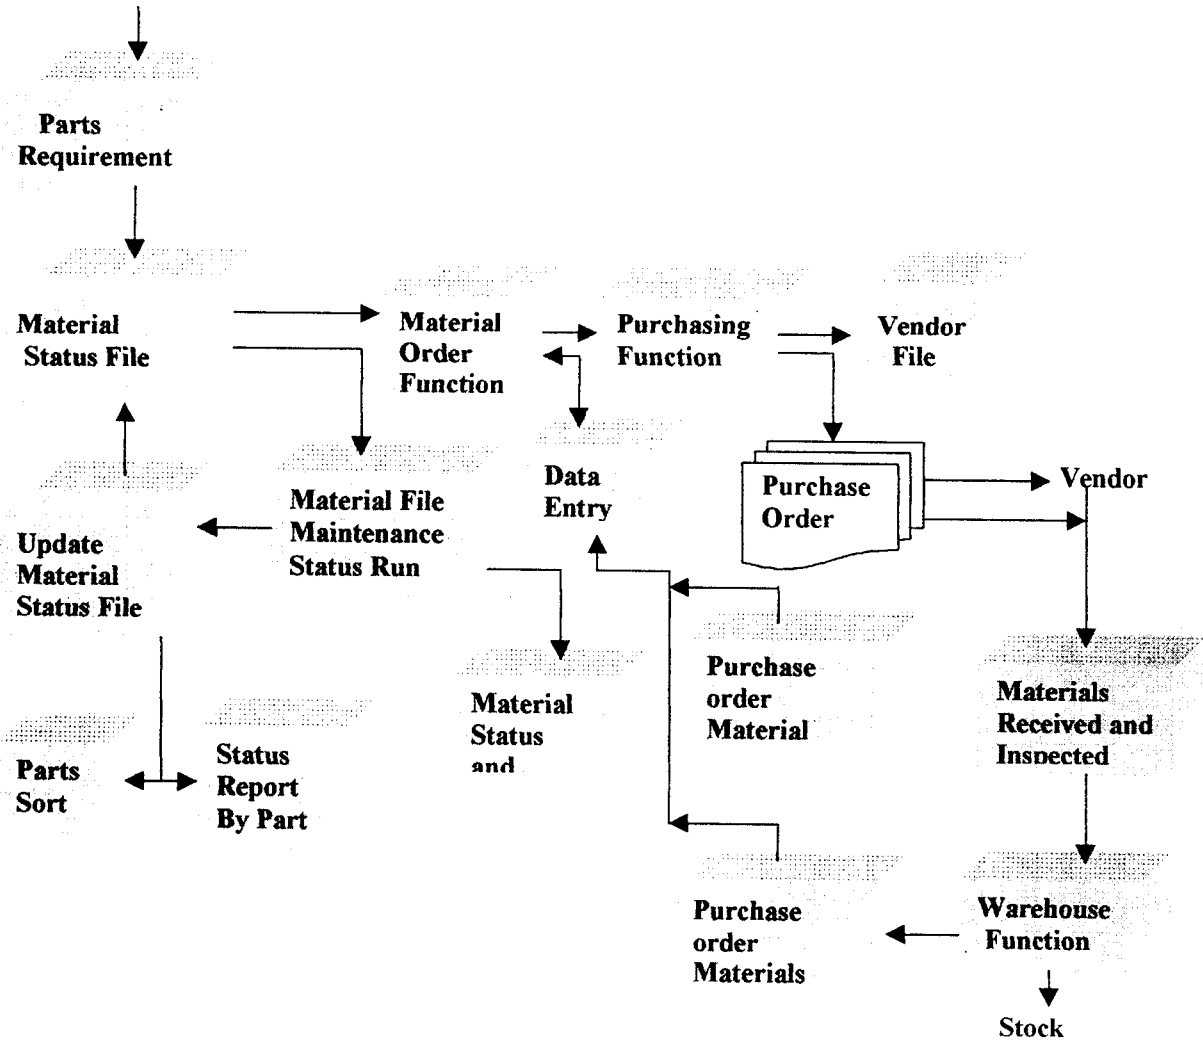 Parts
Requirement
Material
Status File
Material
Order
Function
Purchasing
Function
Vendor
File
Update
Material
Status File
Material File
Maintenance
Status Run
Data
Entry
Purchase
Order
Vendor
Parts
Sort
Status
Report
By Part
Material
Status
and
Purchase
order
Material
Materials
Received and
Inspected
Purchase
order
Materials
Warehouse
Function
Stock